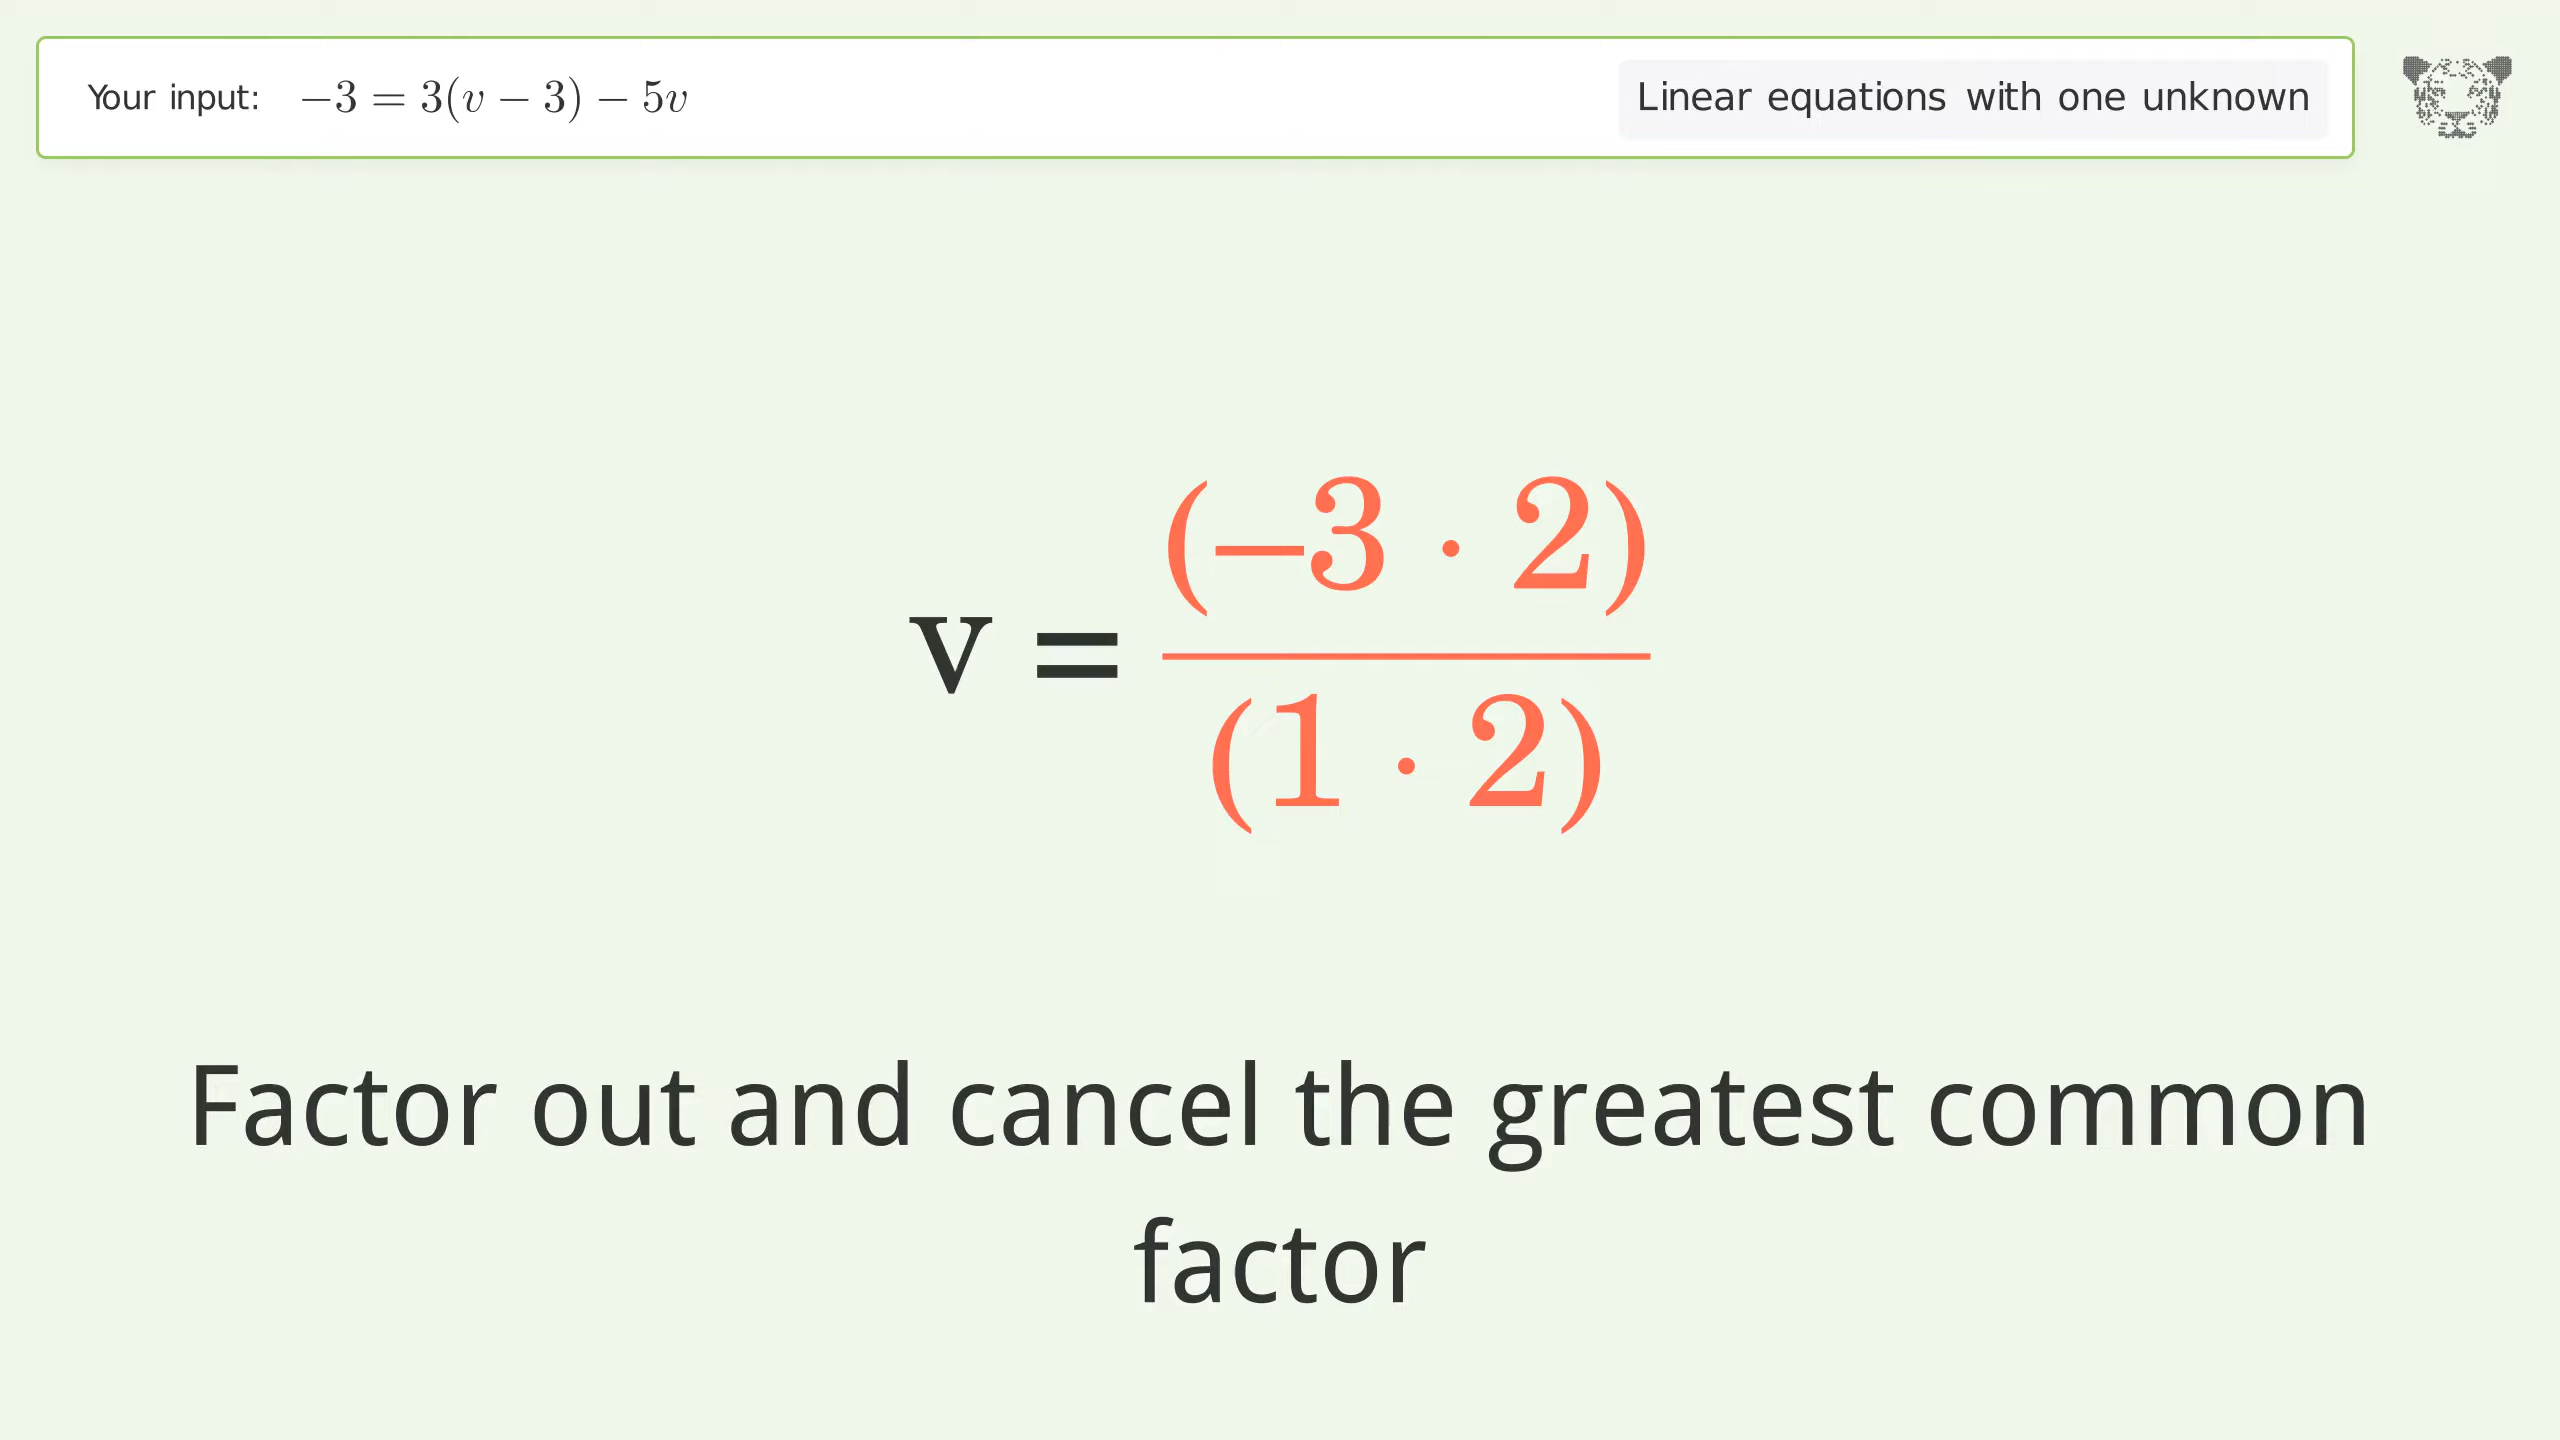 Your input: −3 = 3(v − 3) − 5v
Linear equations with one unknown
v = (−3 · 2) / (1 · 2)
Factor out and cancel the greatest common
factor